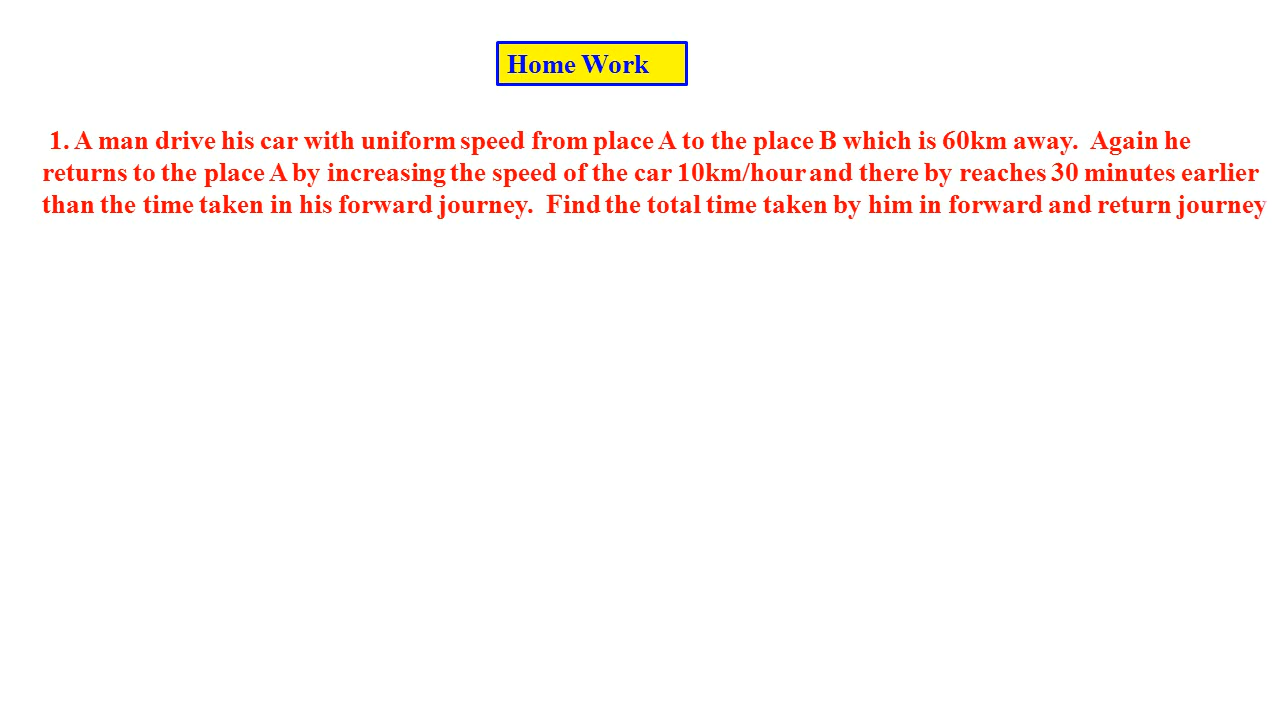 Home Work
1. A man drive his car with uniform speed from place A to the place B which is 60km away. Again he
returns to the place A by increasing the speed of the car 10km/hour and there by reaches 30 minutes earlier
than the time taken in his forward journey. Find the total time taken by him in forward and return journey